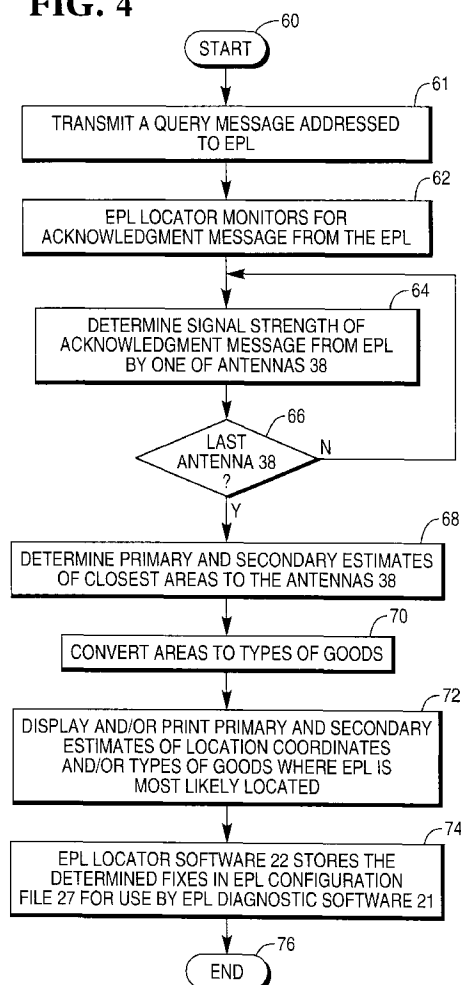 FIG. 4
60
START
61
TRANSMIT A QUERY MESSAGE ADDRESSED
TO EPL
62
EPL LOCATOR MONITORS FOR
ACKNOWLEDGMENT MESSAGE FROM THE EPL
64
DETERMINE SIGNAL STRENGTH OF
ACKNOWLEDGMENT MESSAGE FROM EPL
BY ONE OF ANTENNAS 38
66
LAST
ANTENNA 38
?
N
Y
68
DETERMINE PRIMARY AND SECONDARY ESTIMATES
OF CLOSEST AREAS TO THE ANTENNAS 38
70
CONVERT AREAS TO TYPES OF GOODS
72
DISPLAY AND/OR PRINT PRIMARY AND SECONDARY
ESTIMATES OF LOCATION COORDINATES
AND/OR TYPES OF GOODS WHERE EPL IS
MOST LIKELY LOCATED
74
EPL LOCATOR SOFTWARE 22 STORES THE
DETERMINED FIXES IN EPL CONFIGURATION
FILE 27 FOR USE BY EPL DIAGNOSTIC SOFTWARE 21
76
END